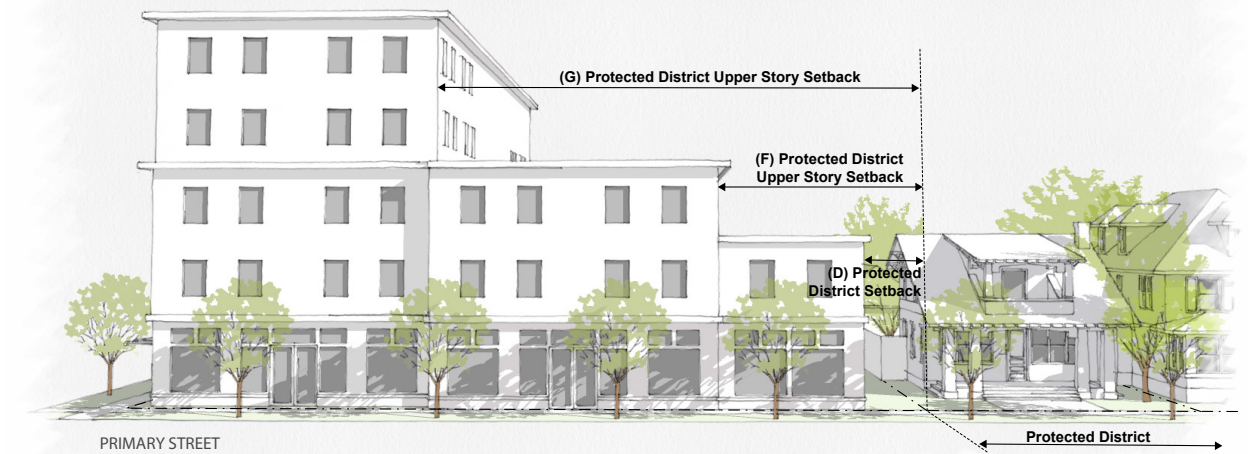 (G) Protected District Upper Story Setback
(F) Protected District
Upper Story Setback
(D) Protected
District Setback
PRIMARY STREET
Protected District